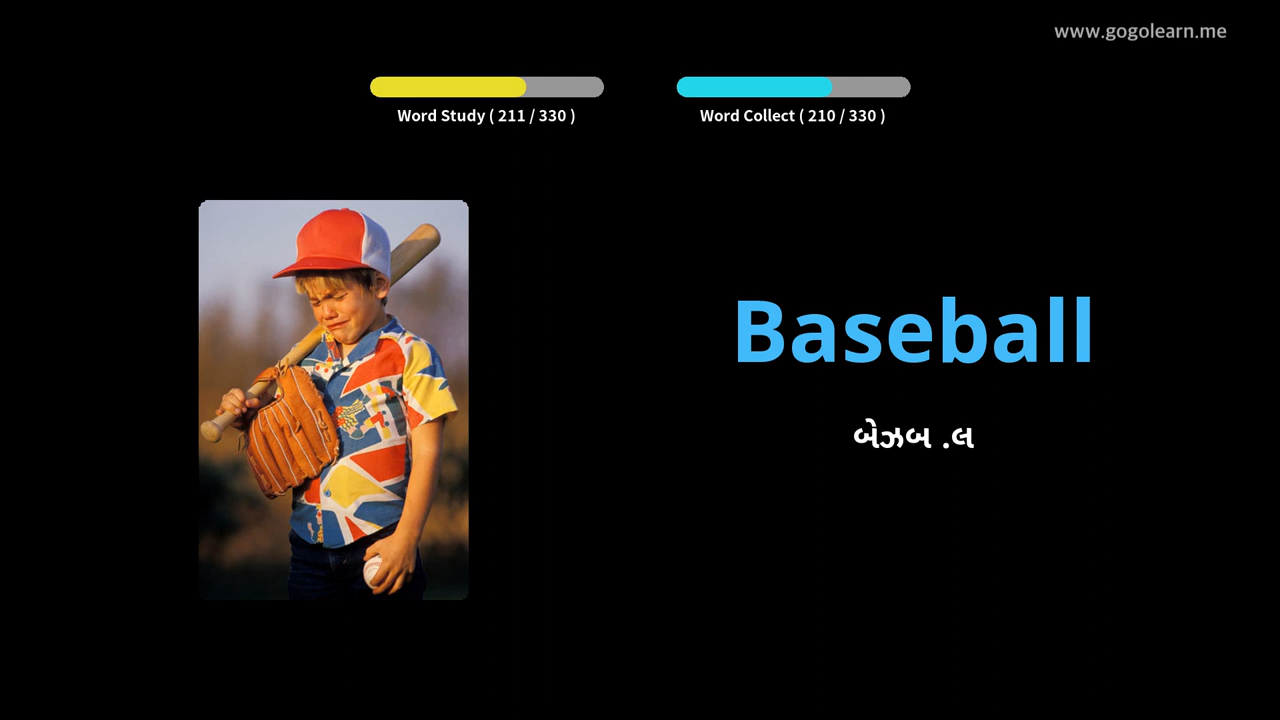 www.gogolearn.me
Word Study ( 211 / 330 )
Word Collect ( 210 / 330 )
Baseball
બેઝબ .લ